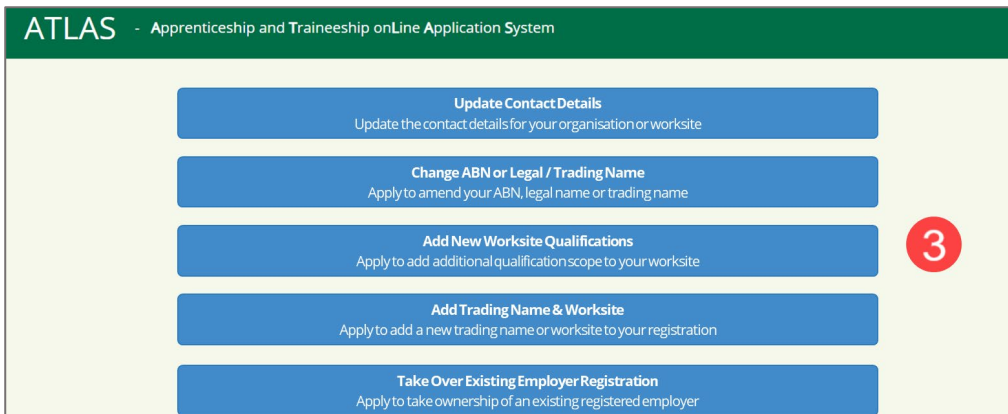 ATLAS - Apprenticeship and Traineeship onLine Application System
Update Contact Details
Update the contact details for your organisation or worksite
Change ABN or Legal / Trading Name
Apply to amend your ABN, legal name or trading name
Add New Worksite Qualifications
Apply to add additional qualification scope to your worksite
3
Add Trading Name & Worksite
Apply to add a new trading name or worksite to your registration
Take Over Existing Employer Registration
Apply to take ownership of an existing registered employer